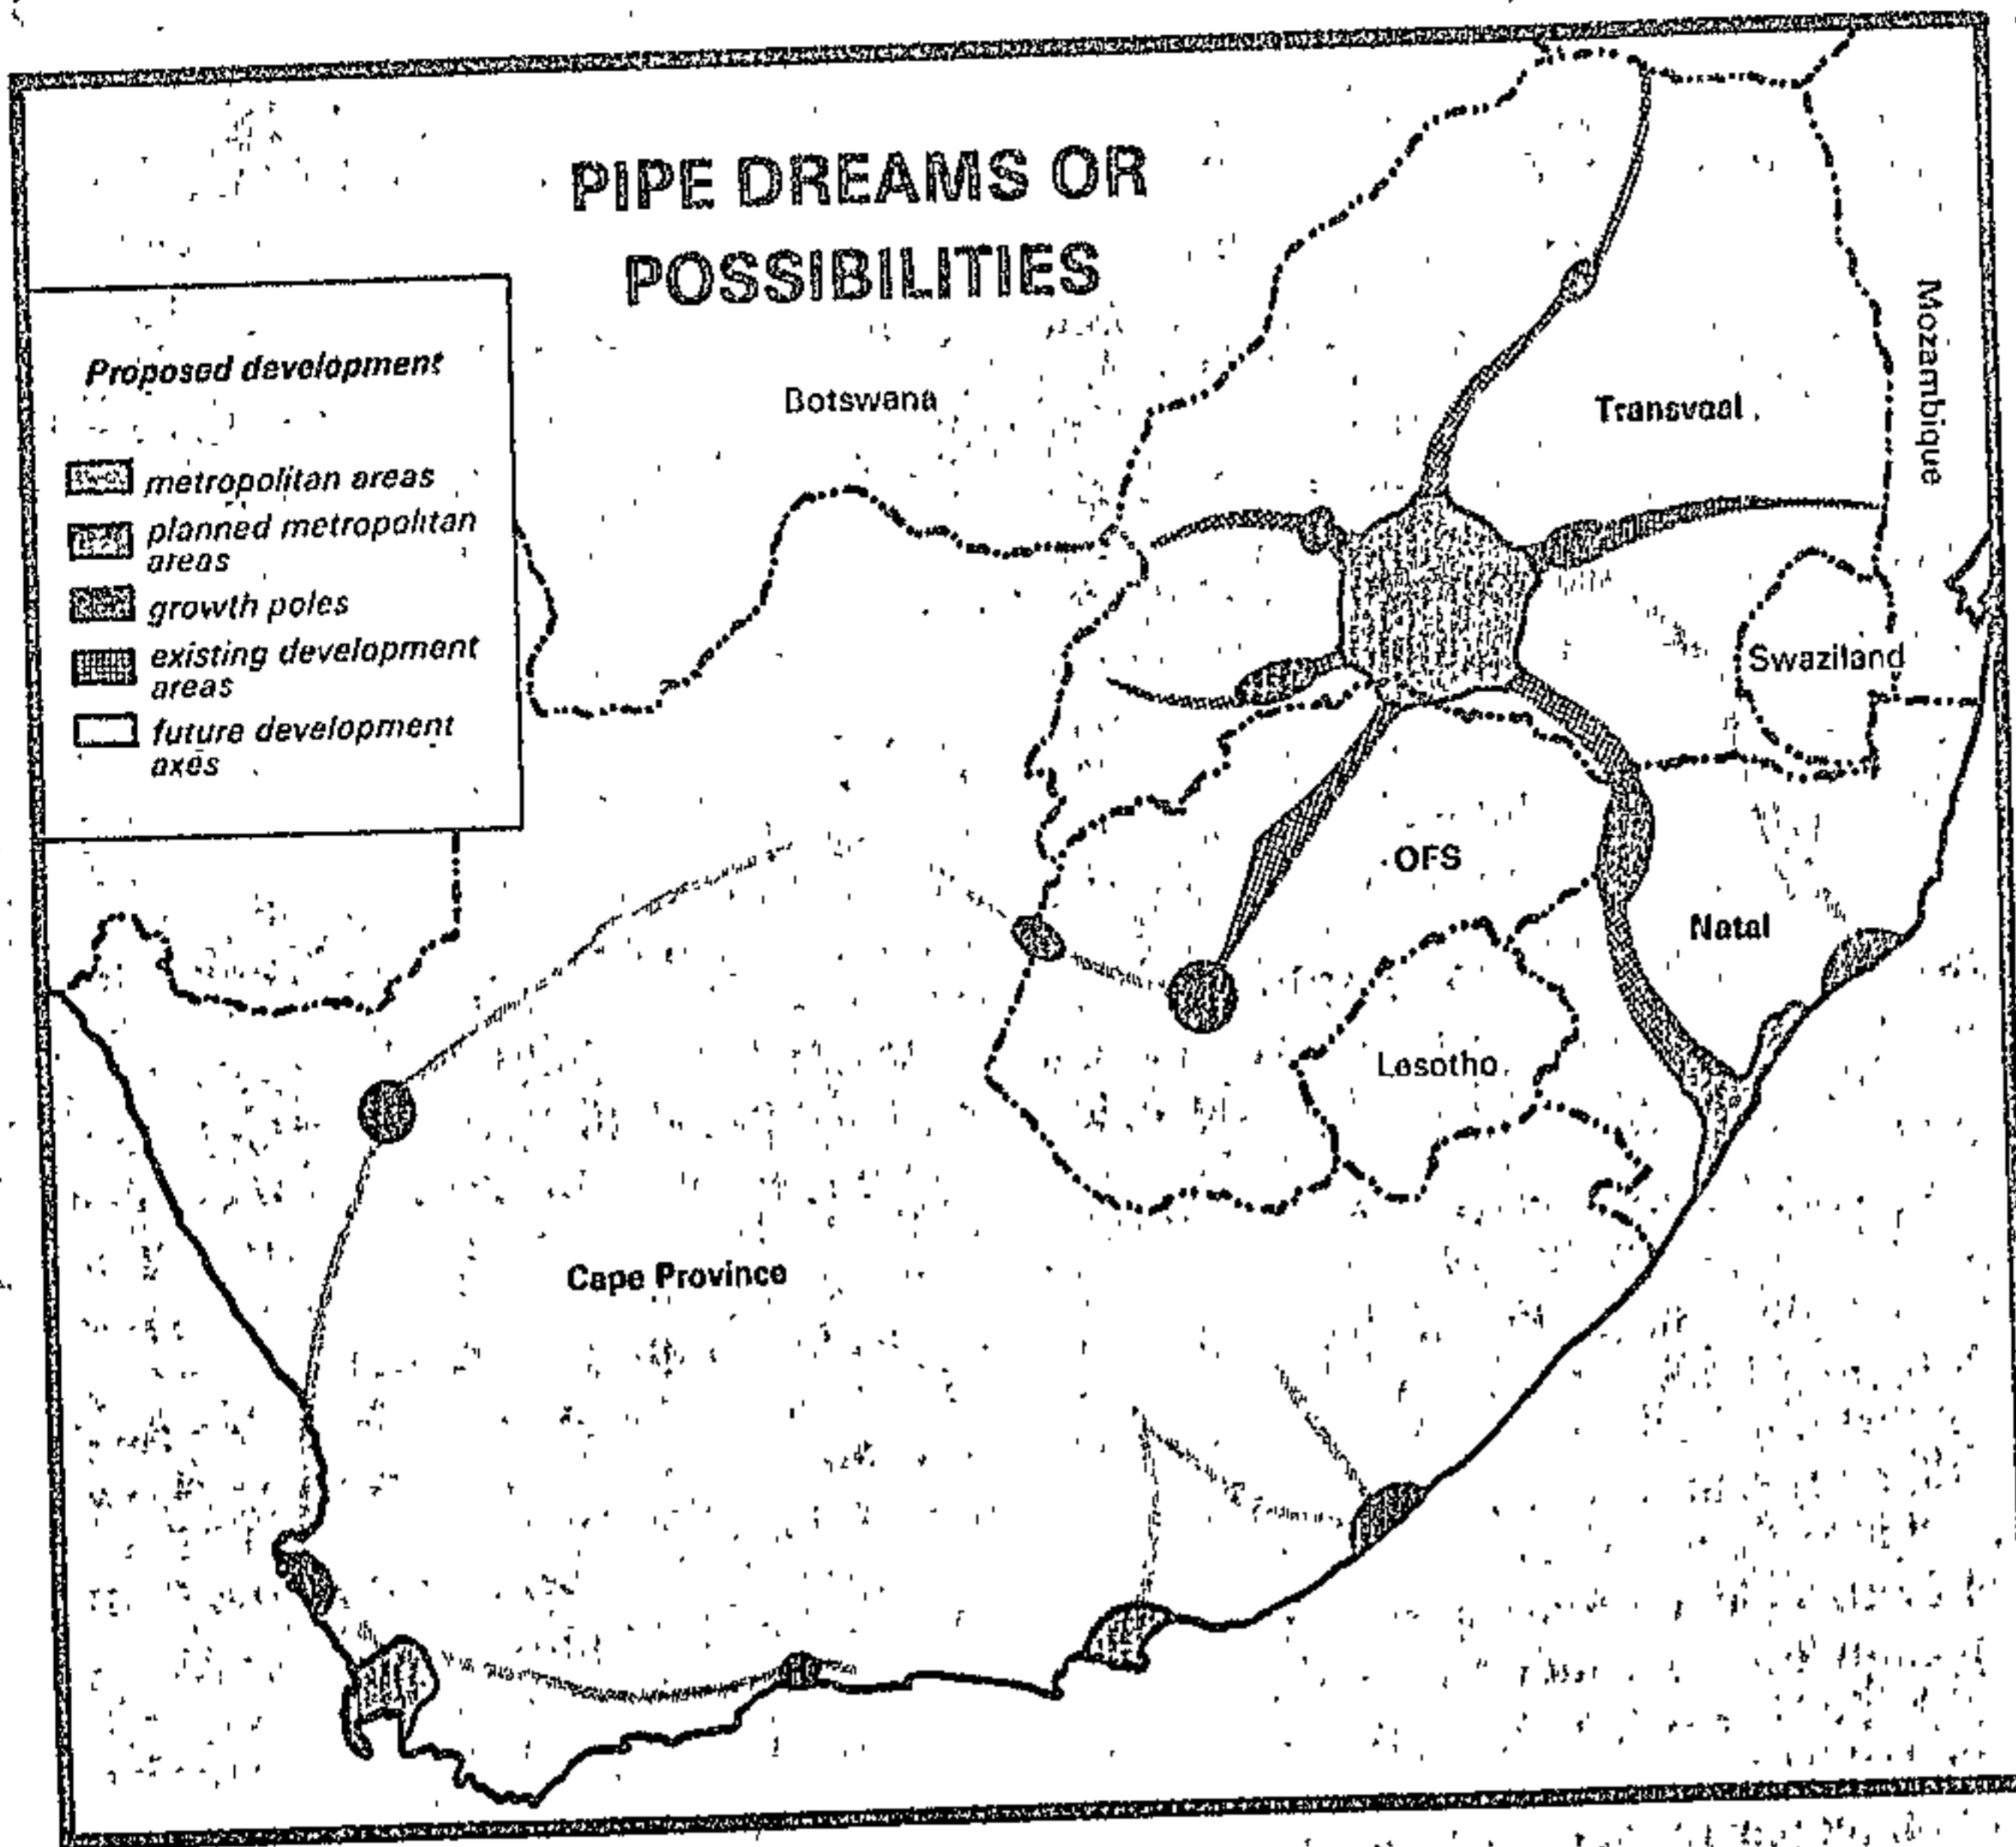 PIPE DREAMS OR
POSSIBILITIES
Proposed development
metropolitan areas
planned metropolitan
areas
growth poles
existing development
areas
future development
axes
Botswana
Transvaal
Mozambique
Swaziland
OFS
Natal
Lesotho
Cape Province